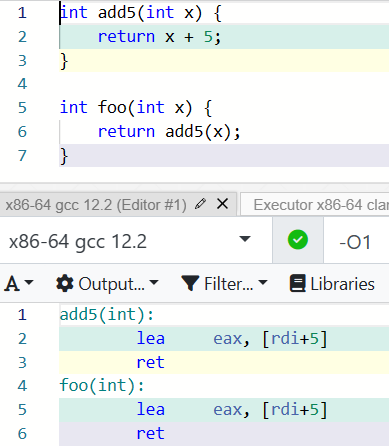 1 int add5(int x) {
2     return x + 5;
3 }
4
5 int foo(int x) {
6     return add5(x);
7 }
x86-64 gcc 12.2 (Editor #1) Executor x86-64 clan
x86-64 gcc 12.2 -O1
A Output... Filter... Libraries
1 add5(int):
2         lea     eax, [rdi+5]
3         ret
4 foo(int):
5         lea     eax, [rdi+5]
6         ret